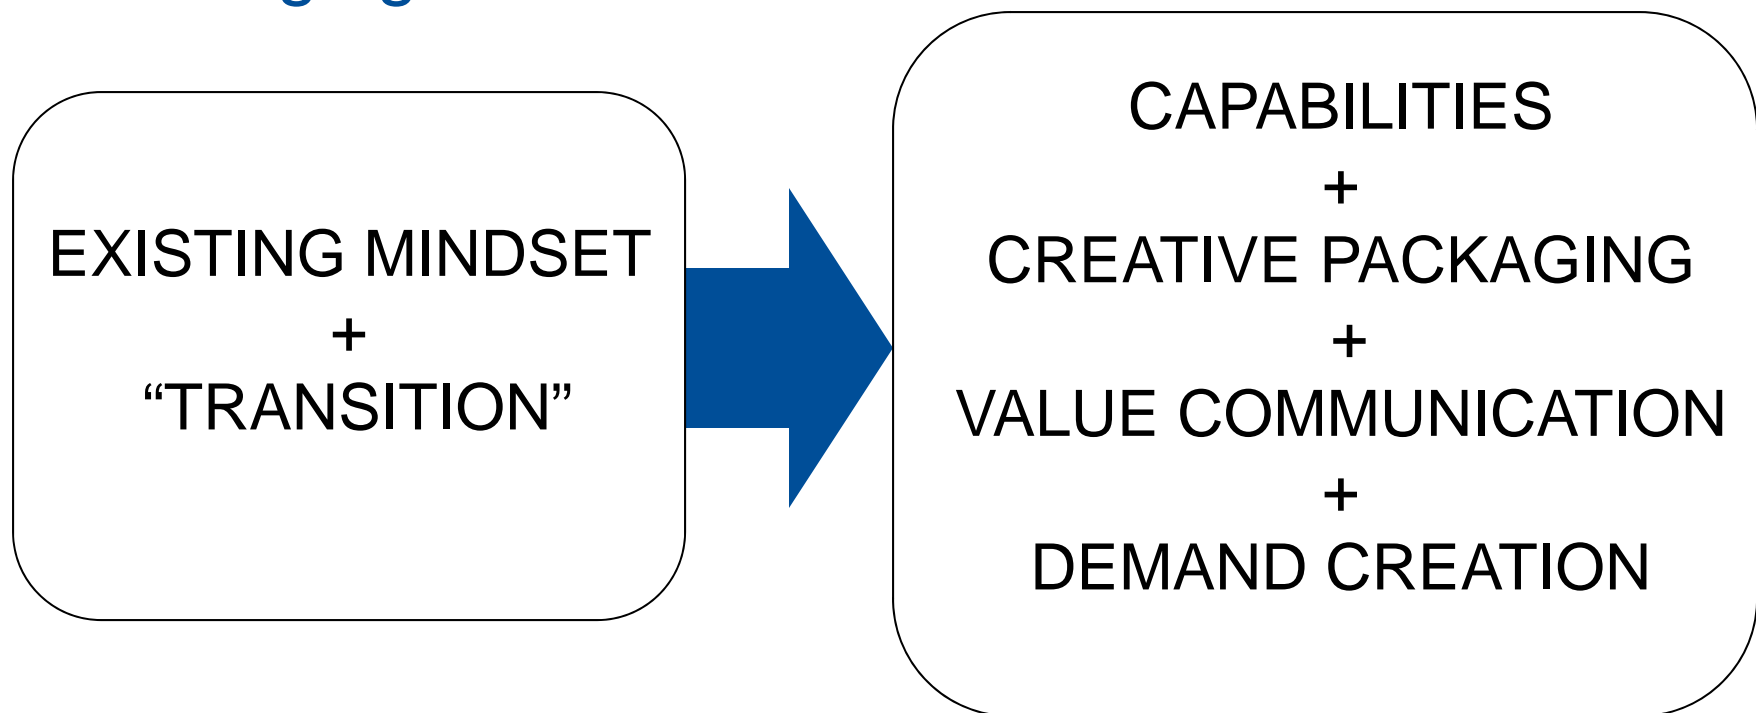 EXISTING MINDSET
+
“TRANSITION”
CAPABILITIES
+
CREATIVE PACKAGING
+
VALUE COMMUNICATION
+
DEMAND CREATION